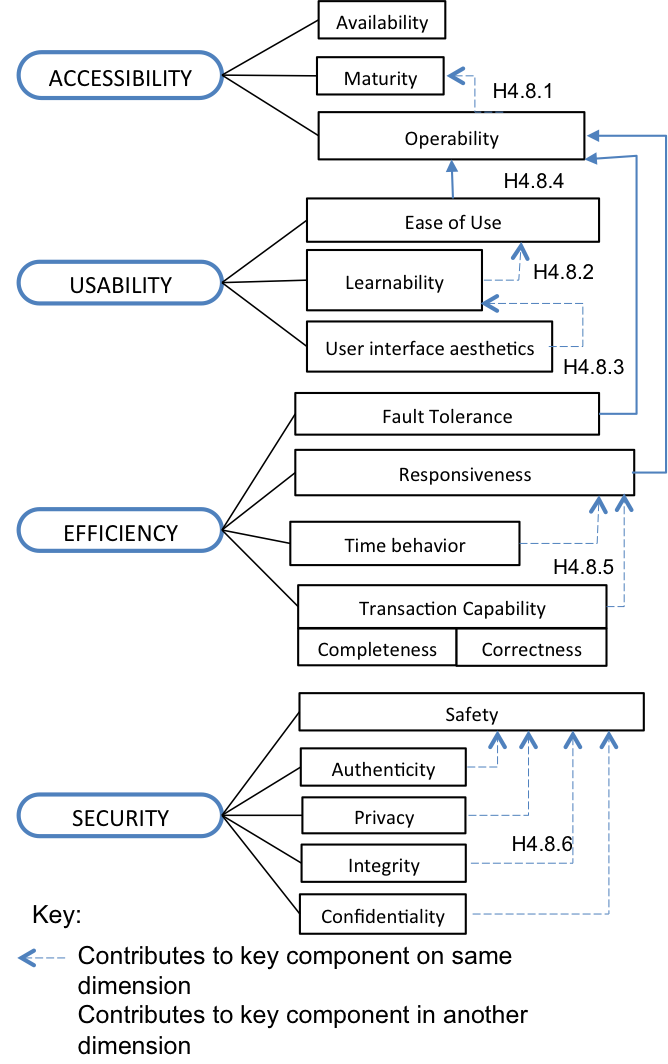 Availability
ACCESSIBILITY
Maturity
H4.8.1
Operability
H4.8.4
Ease of Use
USABILITY
Learnability
H4.8.2
User interface aesthetics
H4.8.3
Fault Tolerance
Responsiveness
EFFICIENCY
Time behavior
H4.8.5
Transaction Capability
Completeness
Correctness
Safety
Authenticity
SECURITY
Privacy
H4.8.6
Integrity
Confidentiality
Key:
Contributes to key component on same
dimension
Contributes to key component in another
dimension